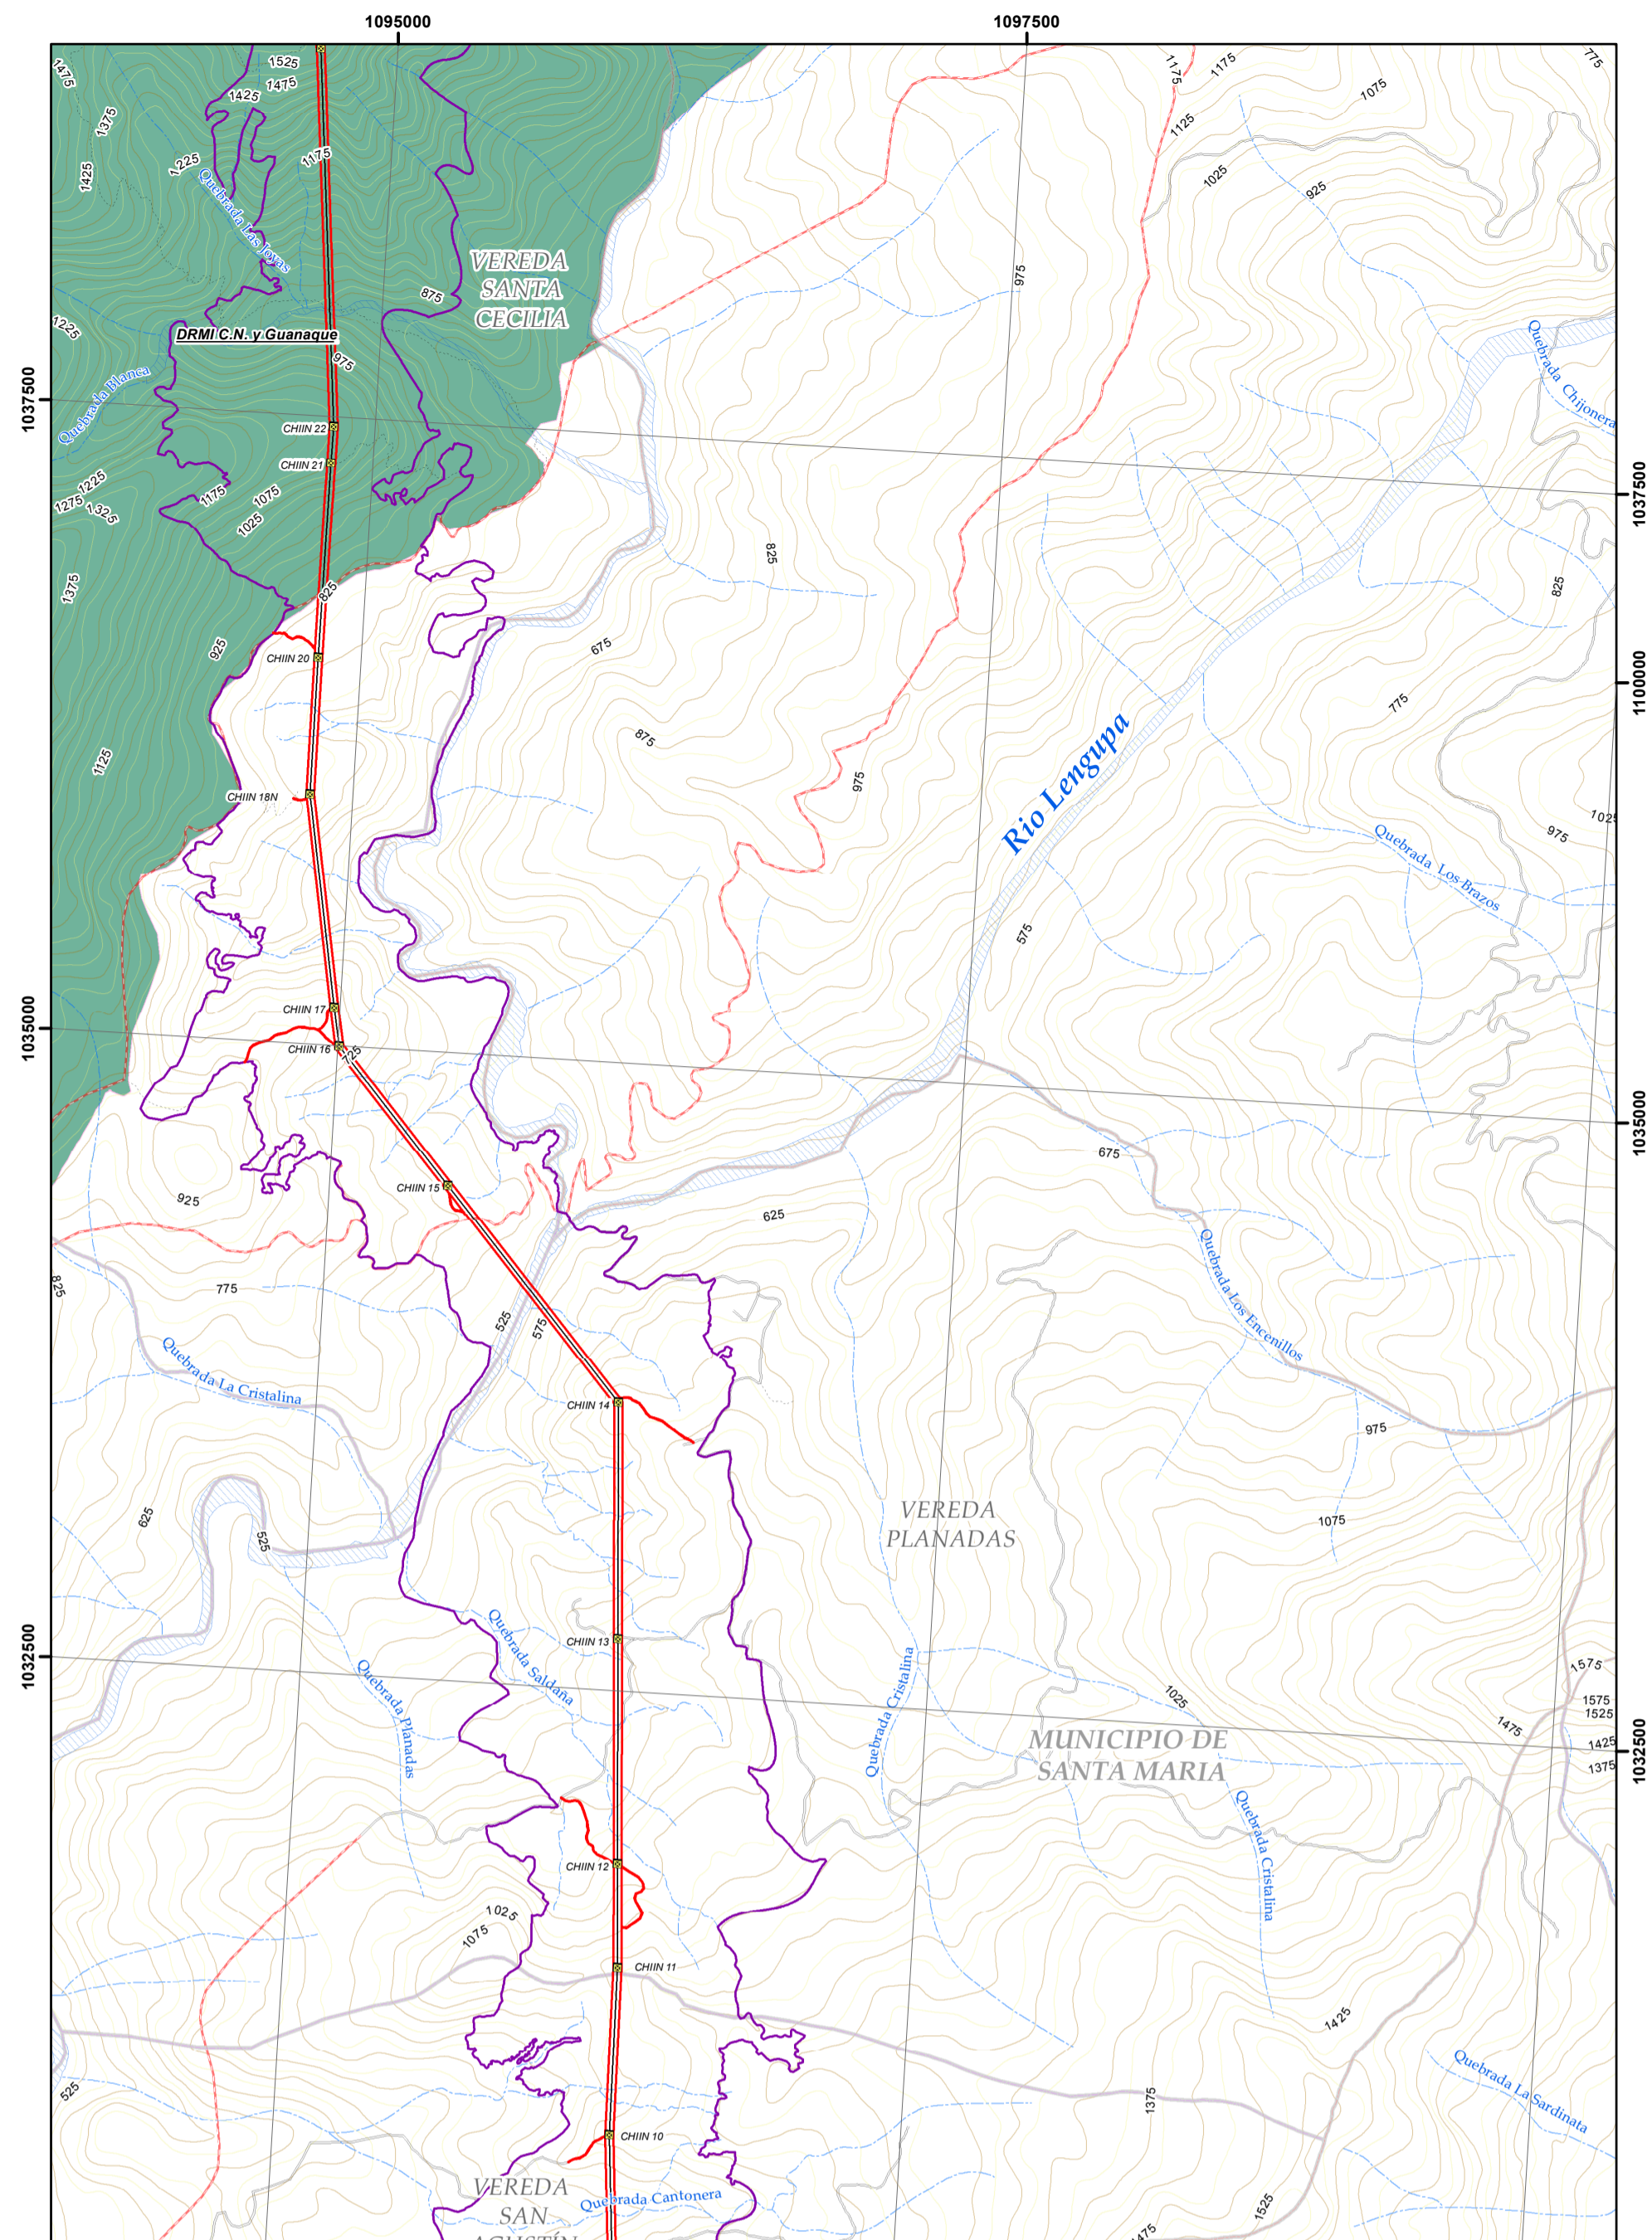 1095000
1097500
1475
1525
1475
1425
1375
1425
1225
1175
1175
1175
1125
1075
775
1025
925
Quebrada Las Joyas
VEREDA
SANTA
CECILIA
875
975
1225
DRMI C.N. y Guanaque
975
Quebrada Blanca
Quebrada Chijonera
1037500
1037500
CHIIN 22
CHIIN 21
1225
1275
1325
1175
1075
1025
825
825
1375
825
925
CHIIN 20
675
1100000
775
875
975
1125
CHIIN 18N
Rio Lengupa
1025
975
Quebrada Los Brazos
575
CHIIN 17
1035000
CHIIN 16
725
1035000
675
CHIIN 15
925
625
Quebrada Los Encenillos
825
775
525
575
Quebrada La Cristalina
CHIIN 14
975
625
525
VEREDA
PLANADAS
1075
1032500
CHIIN 13
Quebrada Saldaña
Quebrada Planadas
Quebrada Cristalina
1025
1575
1575
1525
1475
1425
1375
1032500
MUNICIPIO DE
SANTA MARIA
Quebrada Cristalina
CHIIN 12
1025
1075
CHIIN 11
1425
525
1375
Quebrada La Sardinata
CHIIN 10
VEREDA
SAN
AGUSTÍN
Quebrada Cantonera
1525
1475